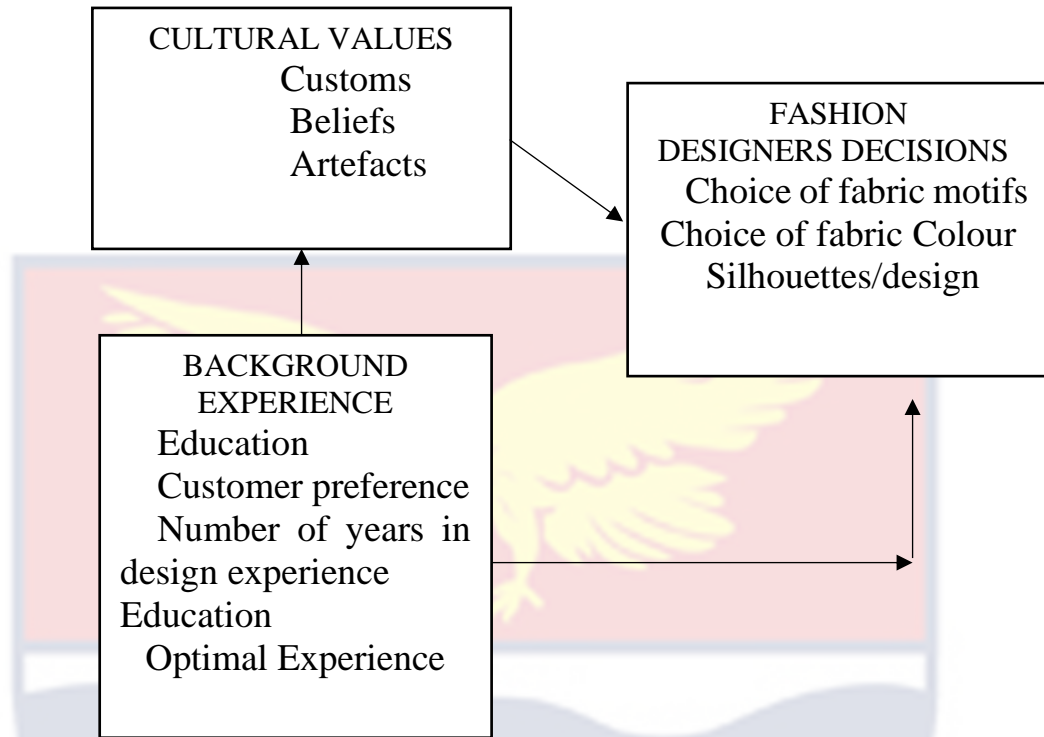 CULTURAL VALUES
Customs
Beliefs
Artefacts
FASHION
DESIGNERS DECISIONS
Choice of fabric motifs
Choice of fabric Colour
Silhouettes/design
BACKGROUND
EXPERIENCE
Education
Customer preference
Number of years in
design experience
Education
Optimal Experience